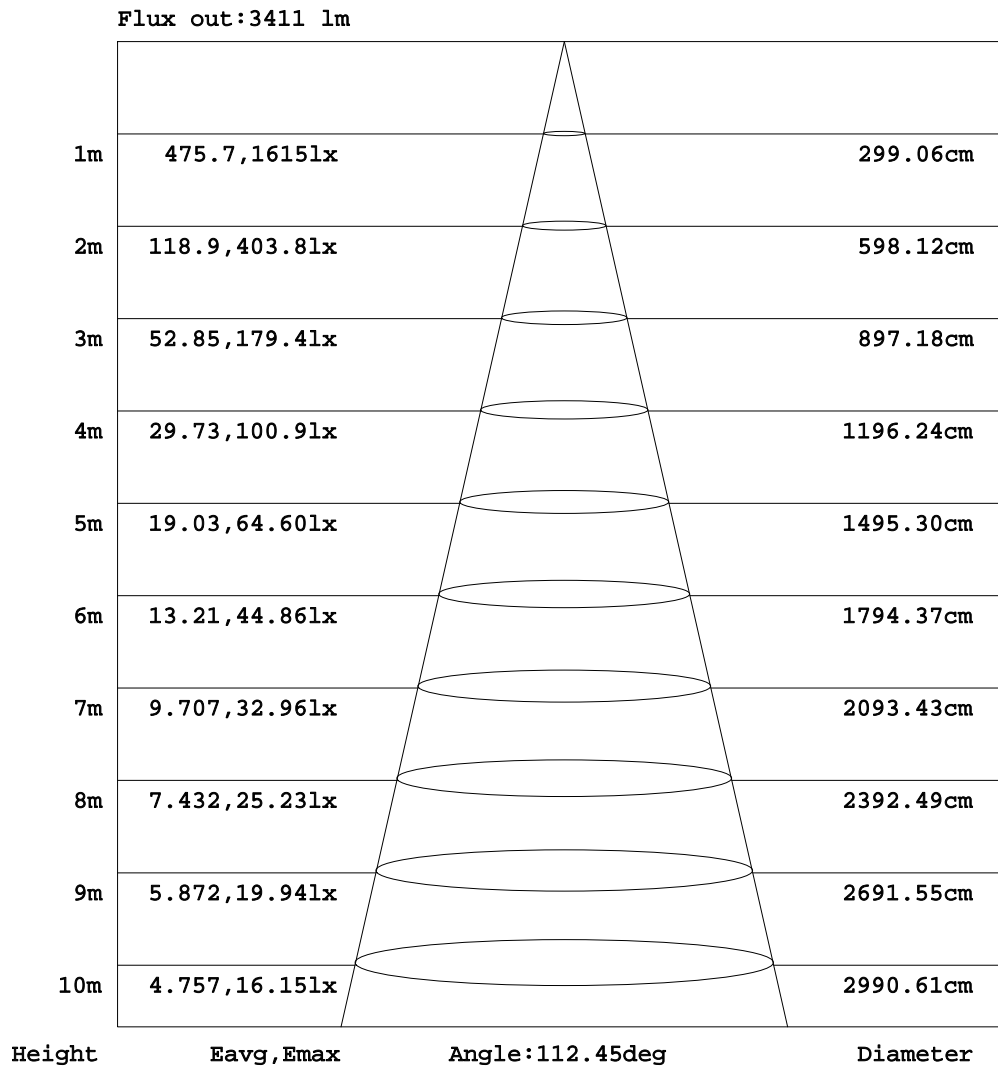 Flux out:3411 lm
1m 475.7,1615lx 299.06cm
2m 118.9,403.8lx 598.12cm
3m 52.85,179.4lx 897.18cm
4m 29.73,100.9lx 1196.24cm
5m 19.03,64.60lx 1495.30cm
6m 13.21,44.86lx 1794.37cm
7m 9.707,32.96lx 2093.43cm
8m 7.432,25.23lx 2392.49cm
9m 5.872,19.94lx 2691.55cm
10m 4.757,16.15lx 2990.61cm
Height Eavg,Emax Angle:112.45deg Diameter